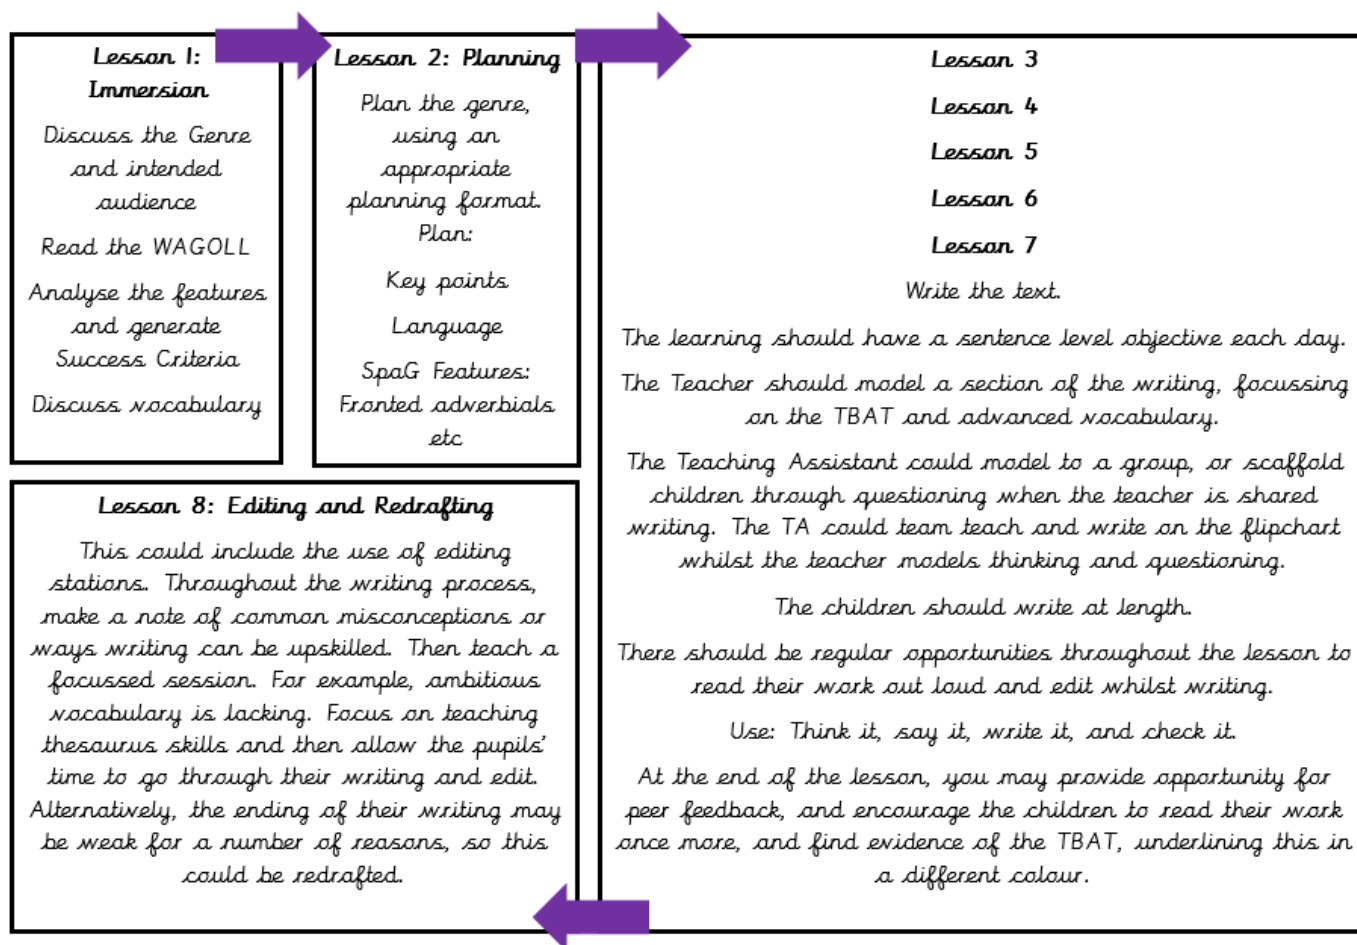 Lesson 1:
Immersion
Discuss the Genre
and intended
audience
Read the WAGOLL
Analyse the features
and generate
Success Criteria
Discuss vocabulary
Lesson 2: Planning
Plan the genre,
using an
appropriate
planning format.
Plan:
Key points
Language
SpaG Features:
Fronted adverbials
etc
Lesson 3
Lesson 4
Lesson 5
Lesson 6
Lesson 7
Write the text.
The learning should have a sentence level objective each day.
The Teacher should model a section of the writing, focussing
on the TBAT and advanced vocabulary.
The Teaching Assistant could model to a group, or scaffold
children through questioning when the teacher is shared
writing. The TA could team teach and write on the flipchart
whilst the teacher models thinking and questioning.
The children should write at length.
There should be regular opportunities throughout the lesson to
read their work out loud and edit whilst writing.
Use: Think it, say it, write it, and check it.
At the end of the lesson, you may provide opportunity for
peer feedback, and encourage the children to read their work
once more, and find evidence of the TBAT, underlining this in
a different colour.
Lesson 8: Editing and Redrafting
This could include the use of editing
stations. Throughout the writing process,
make a note of common misconceptions or
ways writing can be upskilled. Then teach a
focussed session. For example, ambitious
vocabulary is lacking. Focus on teaching
thesaurus skills and then allow the pupils'
time to go through their writing and edit.
Alternatively, the ending of their writing may
be weak for a number of reasons, so this
could be redrafted.